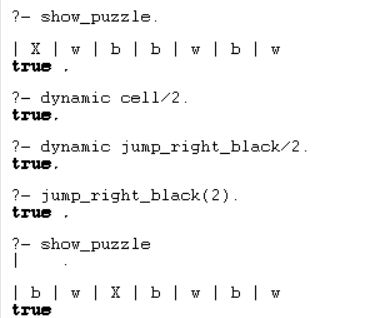 ?- show_puzzle.
| X | w | b | b | w | b | w
true .
?- dynamic cell/2.
true.
?- dynamic jump_right_black/2.
true.
?- jump_right_black(2).
true .
?- show_puzzle
|    .
| b | w | X | b | w | b | w
true